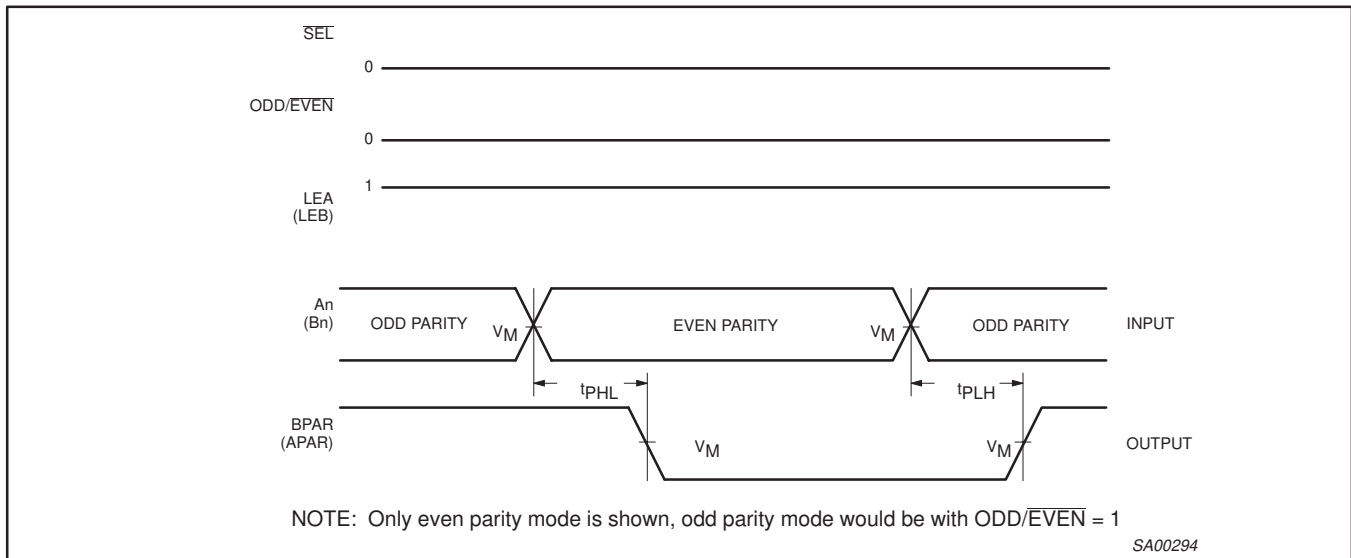 SEL
0
ODD/EVEN
0
LEA
(LEB)
1
An
(Bn)
ODD PARITY
VM
EVEN PARITY
VM
ODD PARITY
INPUT
tPHL
tPLH
BPAR
(APAR)
VM
VM
OUTPUT
NOTE: Only even parity mode is shown, odd parity mode would be with ODD/EVEN = 1
SA00294